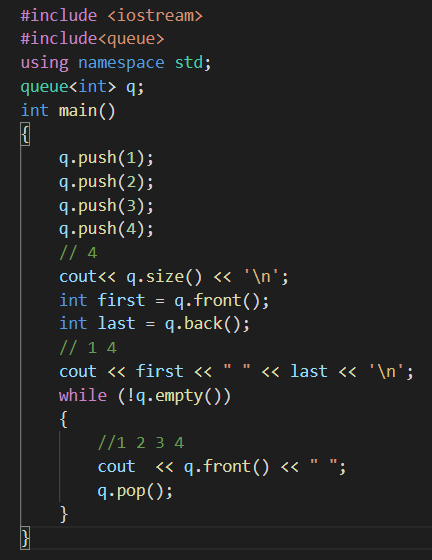 #include <iostream>
#include<queue>
using namespace std;
queue<int> q;
int main()
{
    q.push(1);
    q.push(2);
    q.push(3);
    q.push(4);
    // 4
    cout<< q.size() << '\n';
    int first = q.front();
    int last = q.back();
    // 1 4
    cout << first << " " << last << '\n';
    while (!q.empty())
    {
        //1 2 3 4
        cout  << q.front() << " ";
        q.pop();
    }
}